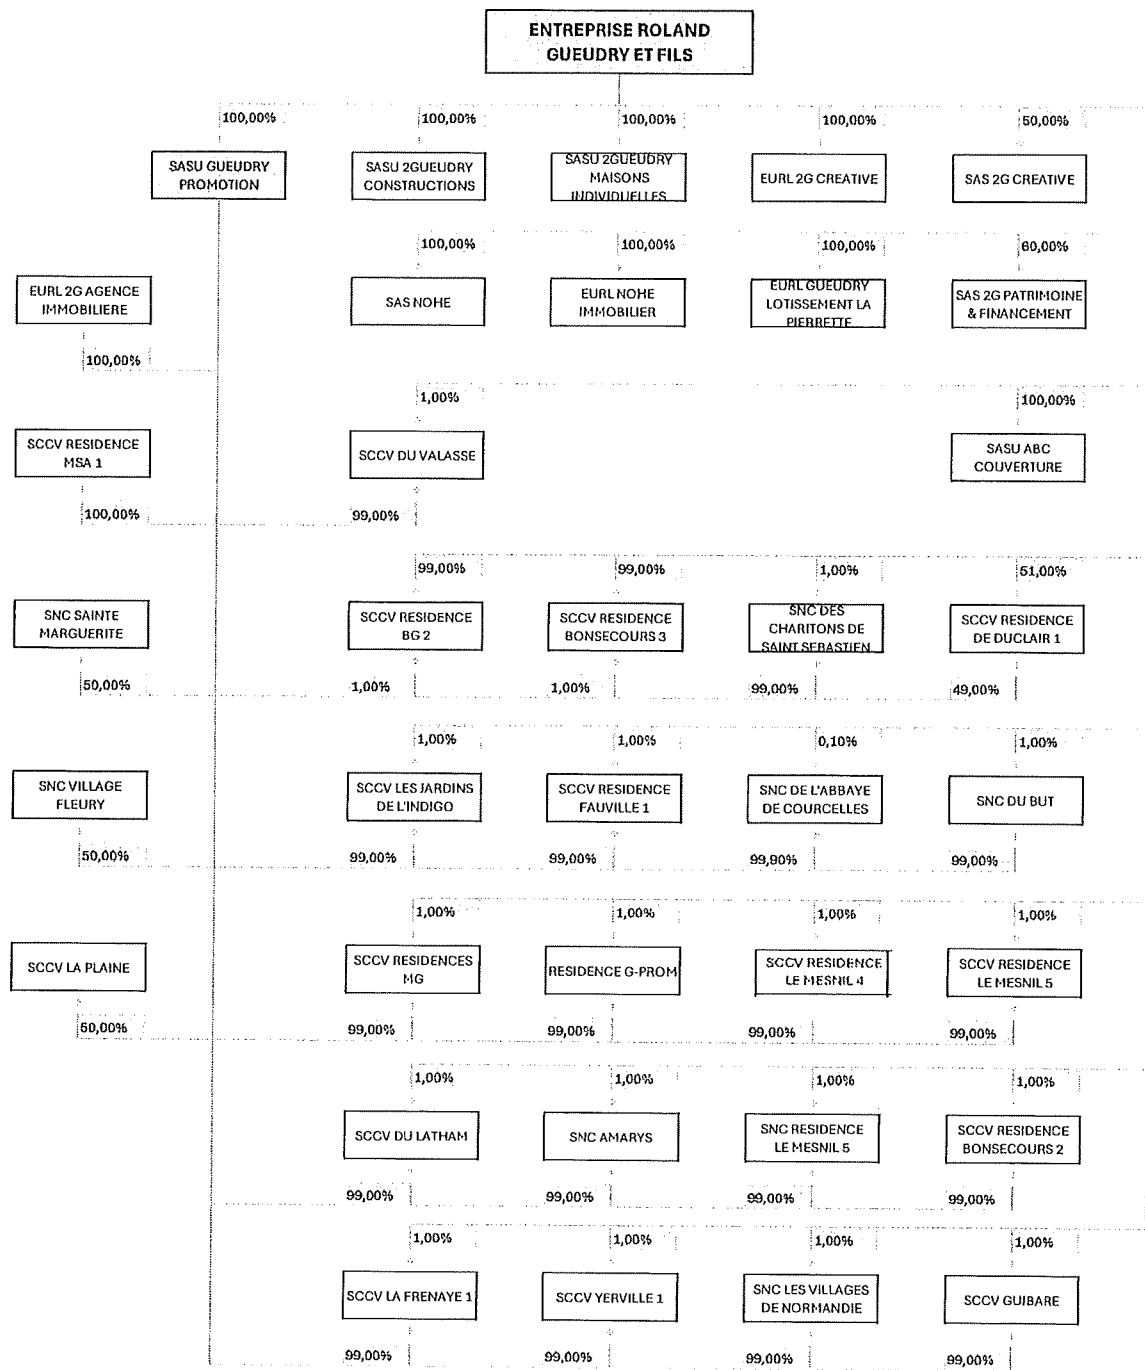 ENTREPRISE ROLAND
GUEUDRY ET FILS
100,00%
100,00%
100,00%
100,00%
50,00%
SASU GUEUDRY
PROMOTION
SASU 2GUEUDRY
CONSTRUCTIONS
SASU 2GUEUDRY
MAISONS
INDIVIDUELLES
EURL 2G CREATIVE
SAS 2G CREATIVE
100,00%
100,00%
100,00%
60,00%
EURL 2G AGENCE
IMMOBILIERE
SAS NOHE
EURL NOHE
IMMOBILIER
EURL GUEUDRY
LOTISSEMENT LA
PIERRETTE
SAS 2G PATRIMOINE
& FINANCEMENT
100,00%
1,00%
100,00%
SCCV RESIDENCE
MSA 1
SCCV DU VALASSE
SASU ABC
COUVERTURE
100,00%
99,00%
99,00%
99,00%
1,00%
51,00%
SNC SAINTE
MARGUERITE
SCCV RESIDENCE
BG 2
SCCV RESIDENCE
BONSECOURS 3
SNC DES
CHARITONS DE
SAINT SEBASTIEN
SCCV RESIDENCE
DE DUCLAIR 1
50,00%
1,00%
1,00%
99,00%
49,00%
1,00%
1,00%
0,10%
1,00%
SNC VILLAGE
FLEURY
SCCV LES JARDINS
DE L'INDIGO
SCCV RESIDENCE
FAUVILLE 1
SNC DE L'ABBAYE
DE COURCELLES
SNC DU BUT
50,00%
99,00%
99,00%
99,90%
99,00%
1,00%
1,00%
1,00%
1,00%
SCCV LA PLAINE
SCCV RESIDENCES
MG
RESIDENCE G-PROM
SCCV RESIDENCE
LE MESNIL 4
SCCV RESIDENCE
LE MESNIL 5
50,00%
99,00%
99,00%
99,00%
99,00%
1,00%
1,00%
1,00%
1,00%
SCCV DU LATHAM
SNC AMARYS
SNC RESIDENCE
LE MESNIL 5
SCCV RESIDENCE
BONSECOURS 2
99,00%
99,00%
99,00%
99,00%
1,00%
1,00%
1,00%
1,00%
SCCV LA FRENAYE 1
SCCV YERVILLE 1
SNC LES VILLAGES
DE NORMANDIE
SCCV GUIBARE
99,00%
99,00%
99,00%
99,00%